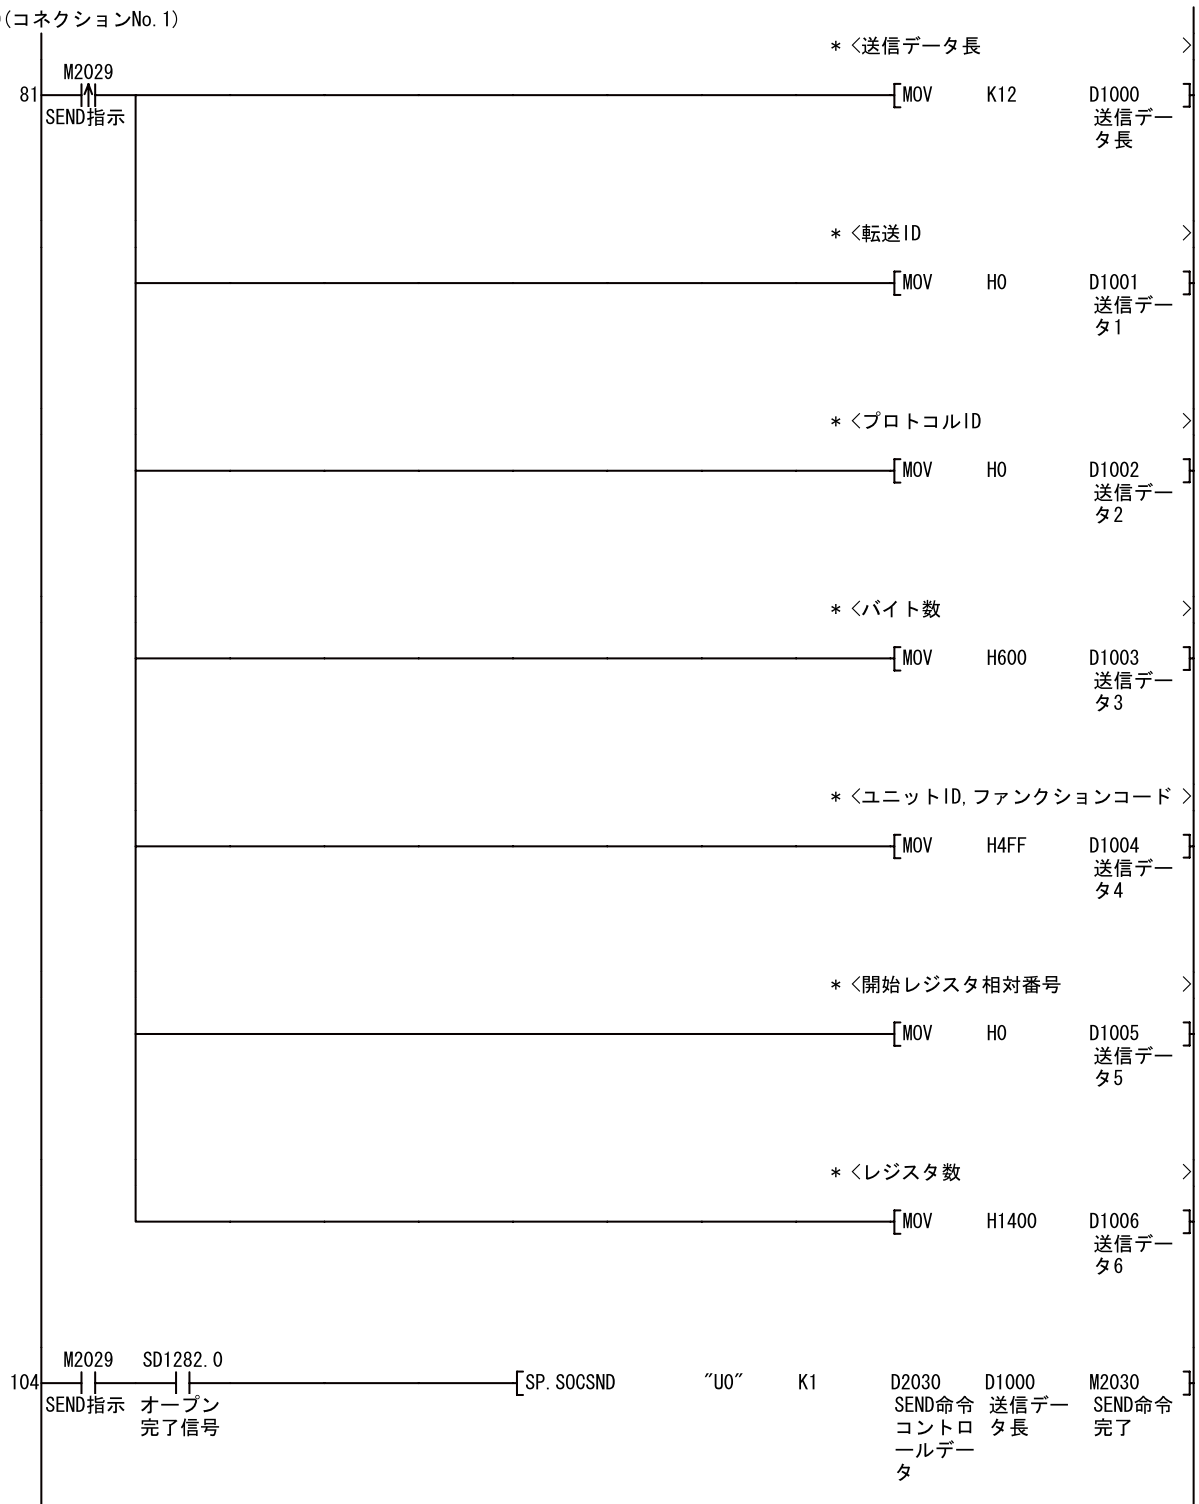 (コネクションNo.1)
* <送信データ長 >
M2029
81 [MOV K12 D1000 ]
SEND指示 送信デー
タ長
* <転送ID >
[MOV H0 D1001 ]
送信デー
タ1
* <プロトコルID >
[MOV H0 D1002 ]
送信デー
タ2
* <バイト数 >
[MOV H600 D1003 ]
送信デー
タ3
* <ユニットID,ファンクションコード >
[MOV H4FF D1004 ]
送信デー
タ4
* <開始レジスタ相対番号 >
[MOV H0 D1005 ]
送信デー
タ5
* <レジスタ数 >
[MOV H1400 D1006 ]
送信デー
タ6
M2029 SD1282.0
104 [SP.SOCSND "U0" K1 D2030 D1000 M2030 ]
SEND指示 オープン SEND命令 送信デー SEND命令
完了信号 コントロ タ長 完了
ールデー
タ